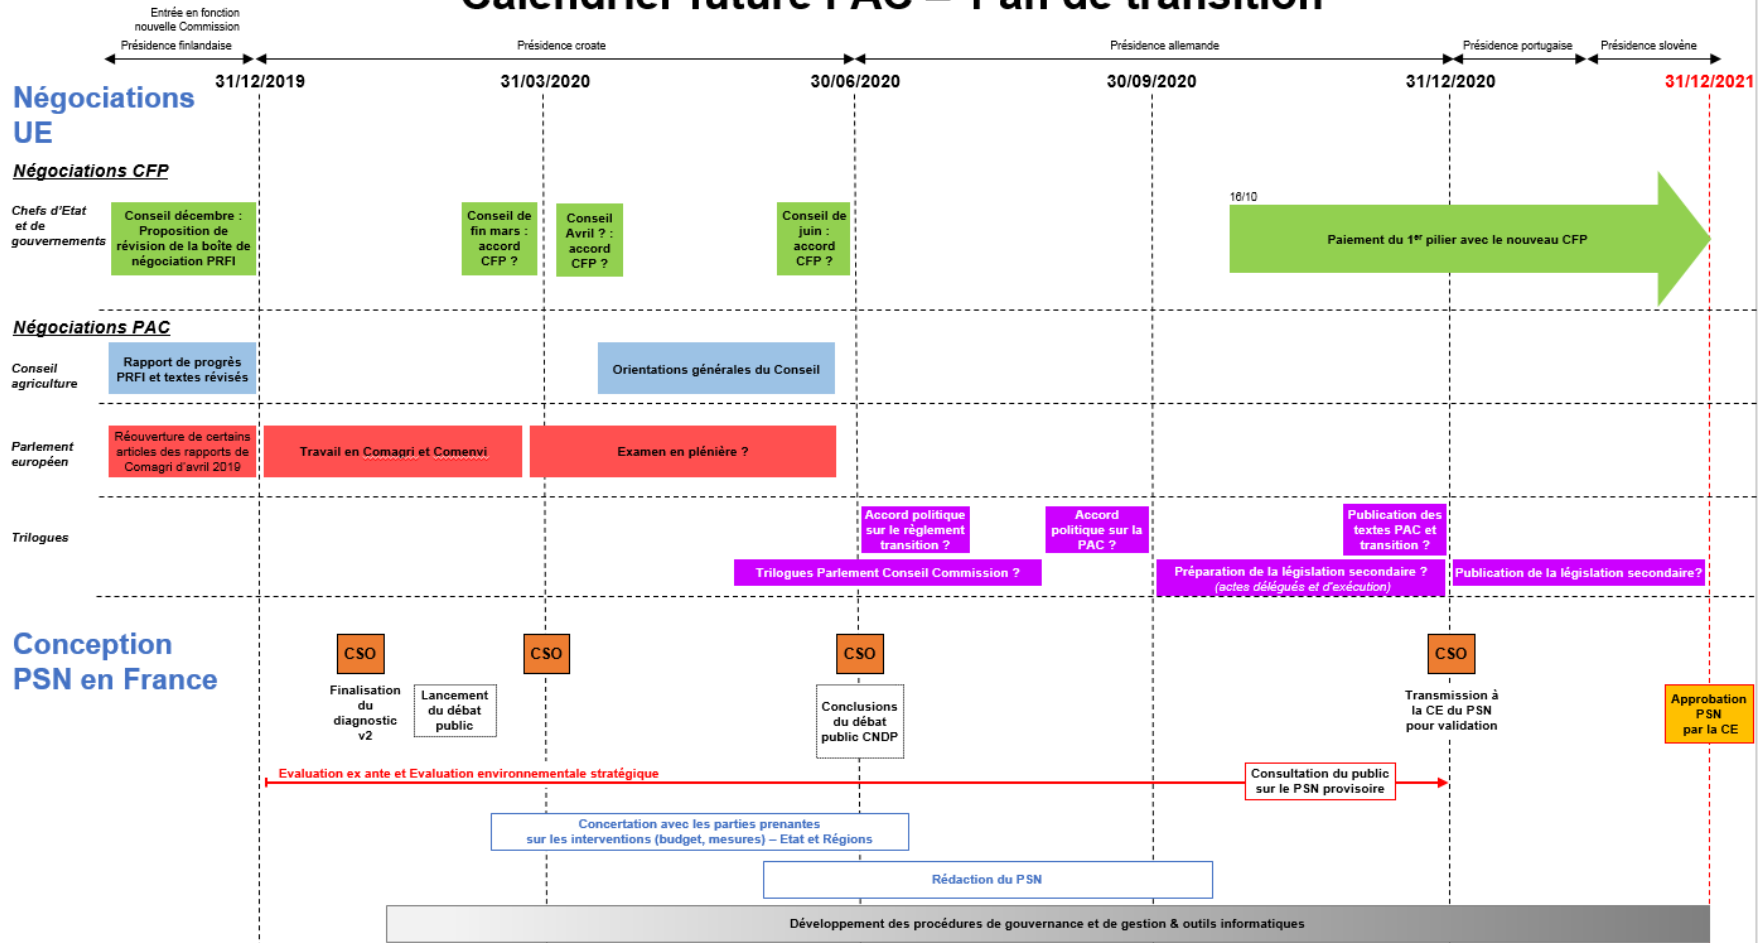 Calendrier future PAC – 1 an de transition
Entrée en fonction
nouvelle Commission
Présidence finlandaise
Présidence croate
Présidence allemande
Présidence portugaise
Présidence slovène
31/12/2019
31/03/2020
30/06/2020
30/09/2020
31/12/2020
31/12/2021
Négociations
UE
Négociations CFP
Chefs d'Etat
et de
gouvernements
Conseil décembre :
Proposition de
révision de la boîte de
négociation PRFI
Conseil de
fin mars :
accord
CFP ?
Conseil
Avril ? :
accord
CFP ?
Conseil de
juin :
accord
CFP ?
16/10
Paiement du 1er pilier avec le nouveau CFP
Négociations PAC
Conseil
agriculture
Rapport de progrès
PRFI et textes révisés
Orientations générales du Conseil
Parlement
européen
Réouverture de certains
articles des rapports de
Comagri d'avril 2019
Travail en Comagri et Comenvi
Examen en plénière ?
Trilogues
Accord politique
sur le règlement
transition ?
Accord
politique sur la
PAC ?
Publication des
textes PAC et
transition ?
Trilogues Parlement Conseil Commission ?
Préparation de la législation secondaire ?
(actes délégués et d'exécution)
Publication de la législation secondaire?
Conception
PSN en France
CSO
CSO
CSO
CSO
Finalisation
du
diagnostic
v2
Lancement
du débat
public
Conclusions
du débat
public CNDP
Transmission à
la CE du PSN
pour validation
Approbation
PSN
par la CE
Evaluation ex ante et Evaluation environnementale stratégique
Consultation du public
sur le PSN provisoire
Concertation avec les parties prenantes
sur les interventions (budget, mesures) – Etat et Régions
Rédaction du PSN
Développement des procédures de gouvernance et de gestion & outils informatiques